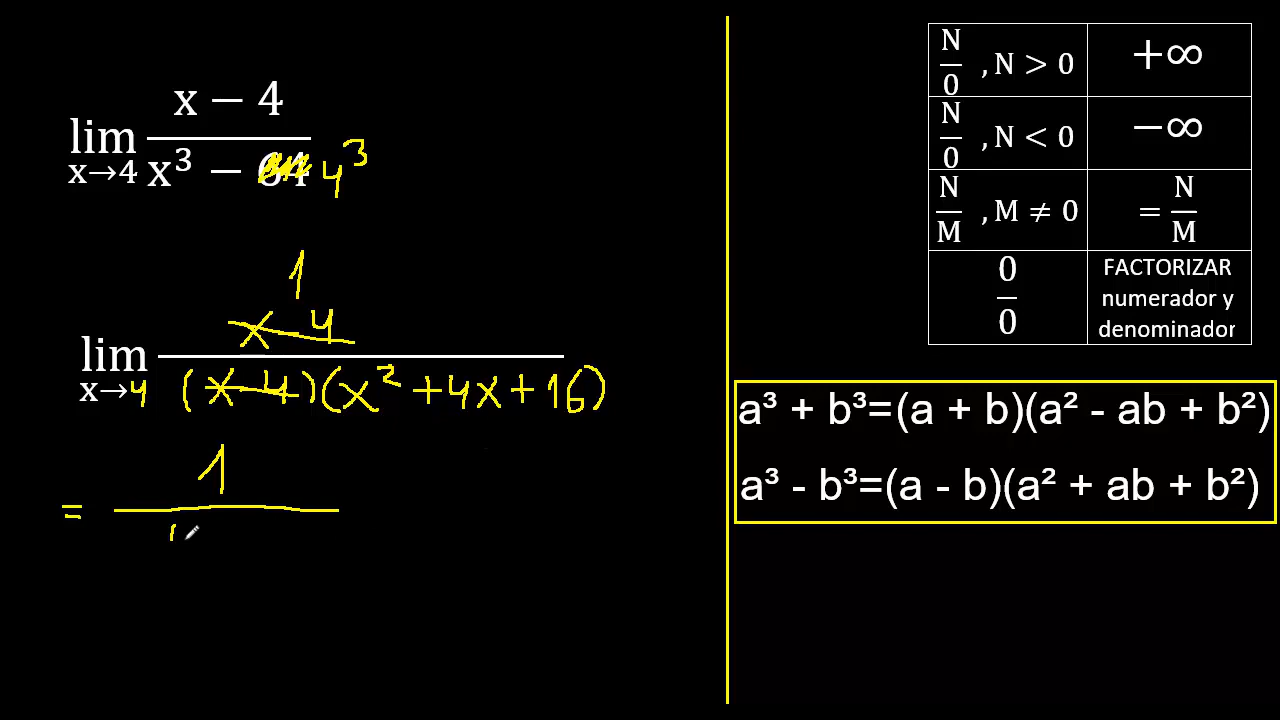 lim x→4 x − 4 / x³ − 64 4³
1
lim x→4 x - 4 / (x - 4)(x² + 4x + 16)
= 1 /
N/0 , N > 0 +∞
N/0 , N < 0 −∞
N/M , M ≠ 0 = N/M
0/0 FACTORIZAR
numerador y
denominador
a³ + b³=(a + b)(a² - ab + b²)
a³ - b³=(a - b)(a² + ab + b²)